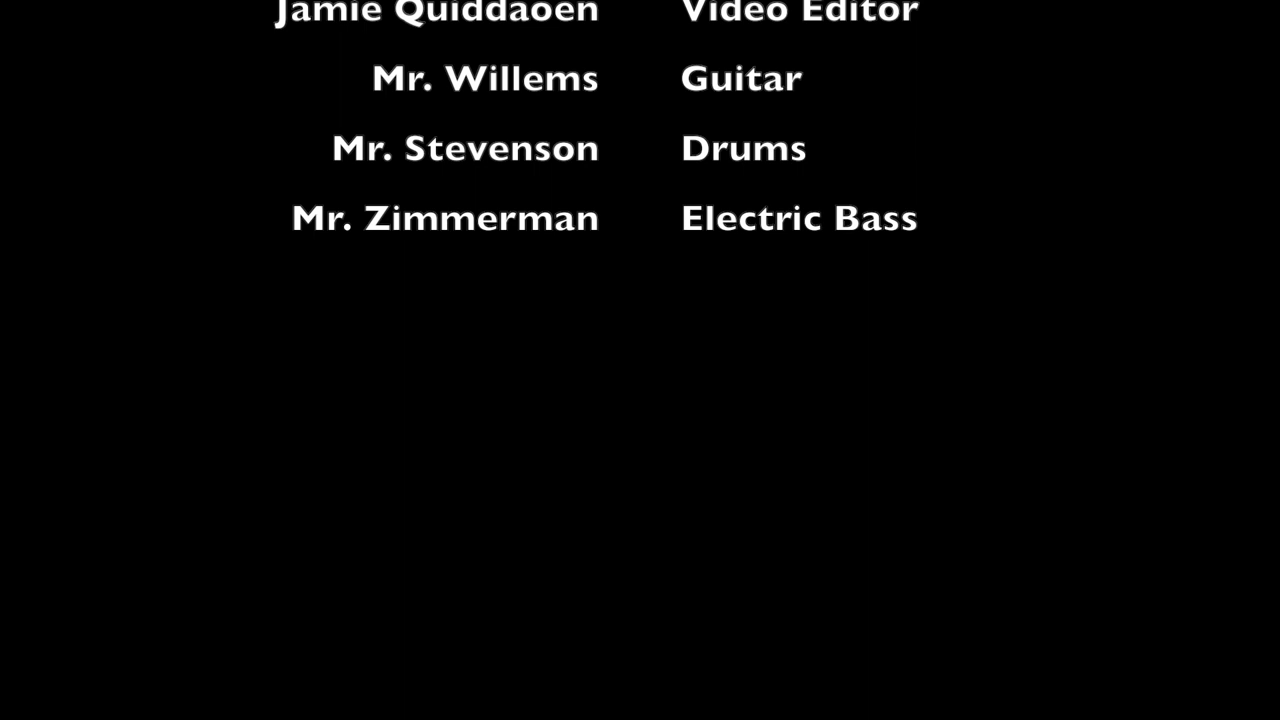 Jamie Quiddaoen Video Editor
Mr. Willems Guitar
Mr. Stevenson Drums
Mr. Zimmerman Electric Bass